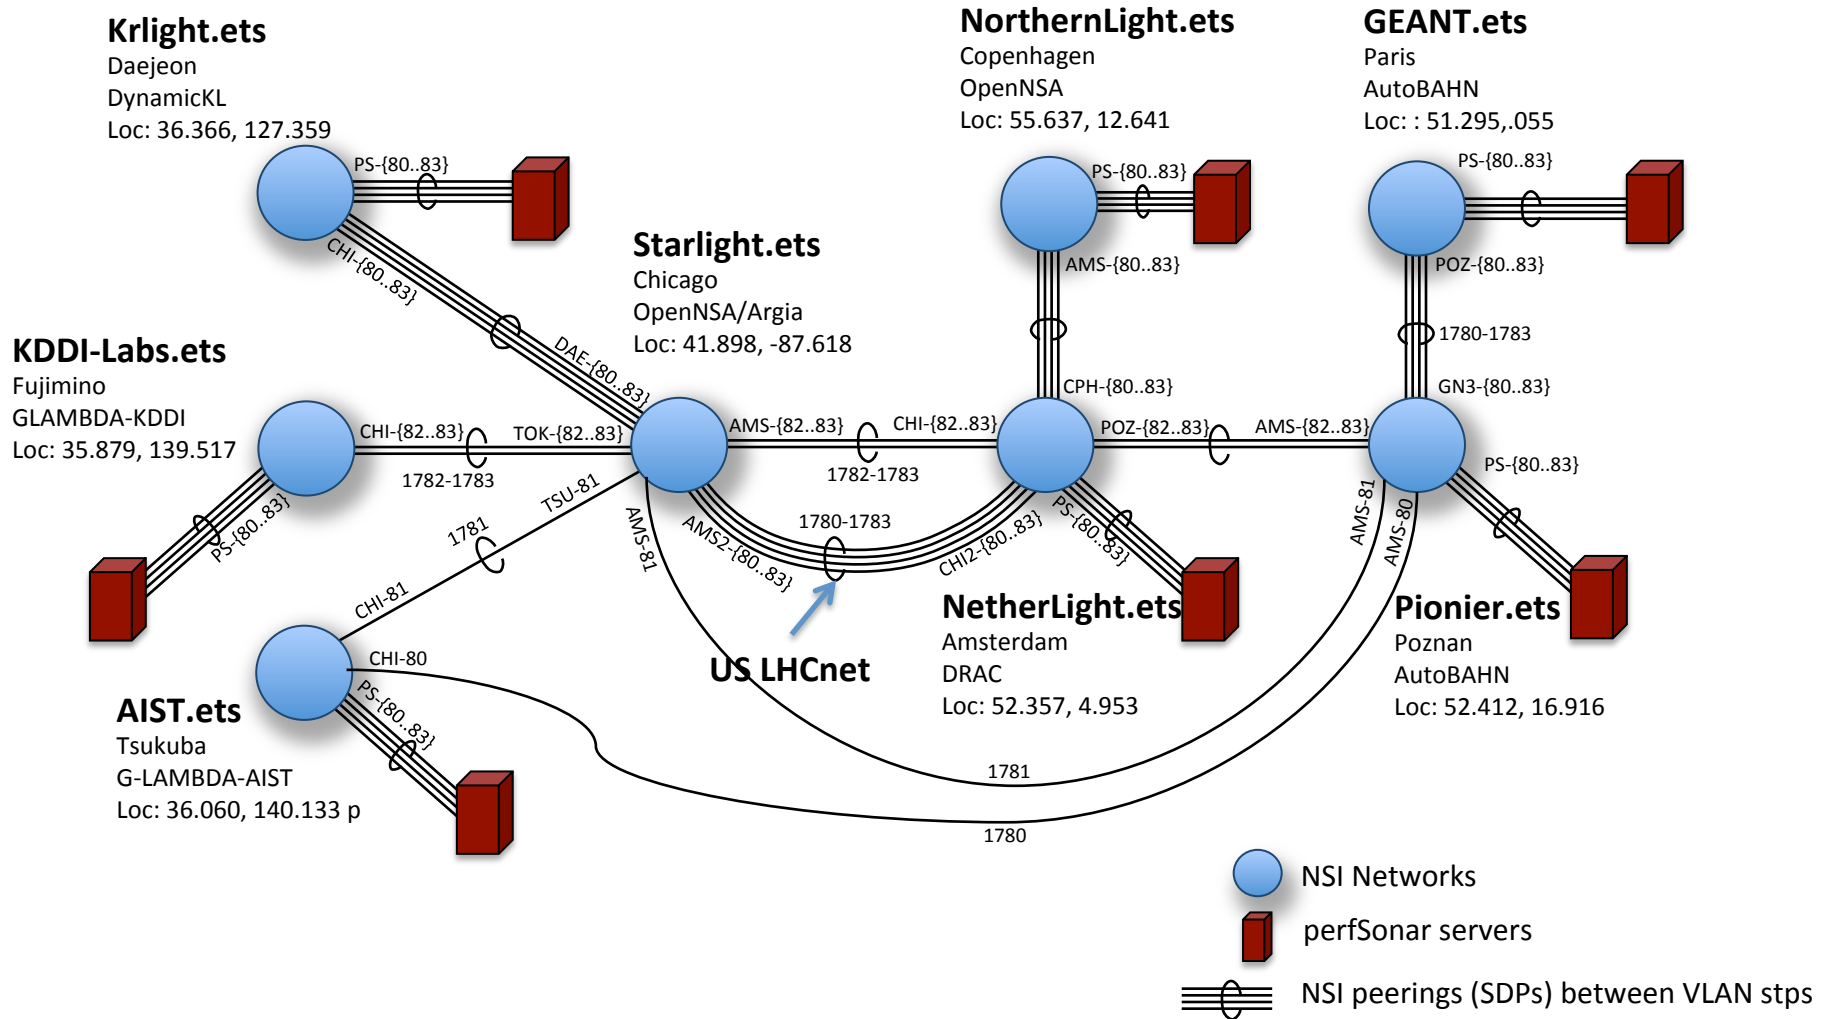 Krlight.ets
Daejeon
DynamicKL
Loc: 36.366, 127.359
NorthernLight.ets
Copenhagen
OpenNSA
Loc: 55.637, 12.641
GEANT.ets
Paris
AutoBAHN
Loc: : 51.295,.055
PS-{80..83}
PS-{80..83}
PS-{80..83}
CHI-{80..83}
Starlight.ets
Chicago
OpenNSA/Argia
Loc: 41.898, -87.618
DAE-{80..83}
AMS-{80..83}
POZ-{80..83}
1780-1783
CPH-{80..83}
GN3-{80..83}
KDDI-Labs.ets
Fujimino
GLAMBDA-KDDI
Loc: 35.879, 139.517
CHI-{82..83}
TOK-{82..83}
1782-1783
AMS-{82..83}
CHI-{82..83}
1782-1783
POZ-{82..83}
AMS-{82..83}
PS-{80..83}
PS-{80..83}
TSU-81
1781
CHI-81
AMS-81
AMS2-{80..83}
1780-1783
CHI2-{80..83}
PS-{80..83}
AMS-81
AMS-80
US LHCnet
NetherLight.ets
Amsterdam
DRAC
Loc: 52.357, 4.953
Pionier.ets
Poznan
AutoBAHN
Loc: 52.412, 16.916
CHI-80
PS-{80..83}
AIST.ets
Tsukuba
G-LAMBDA-AIST
Loc: 36.060, 140.133 p
1781
1780
NSI Networks
perfSonar servers
NSI peerings (SDPs) between VLAN stps